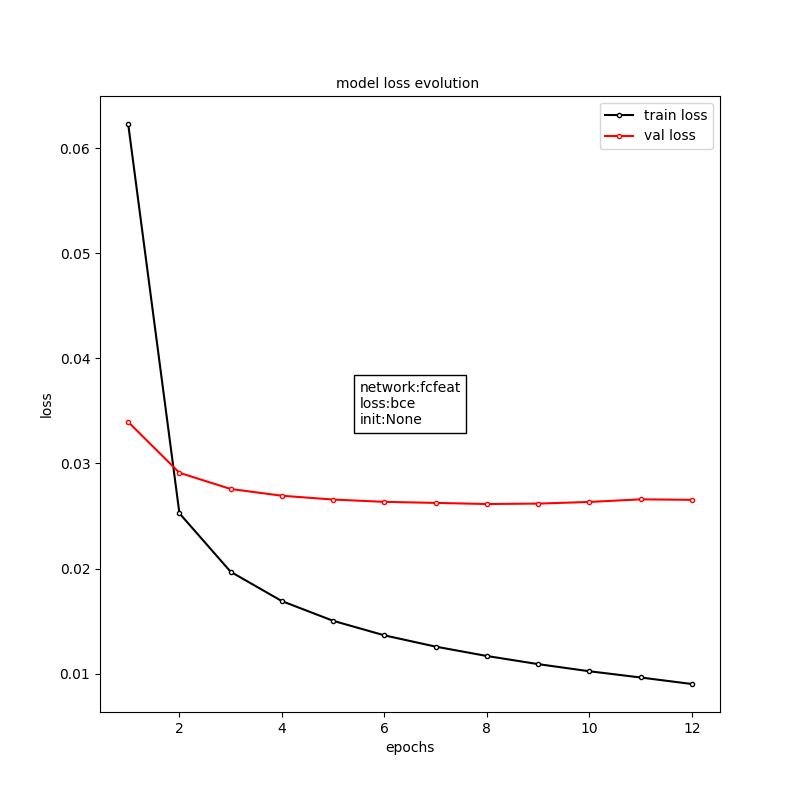 model loss evolution
train loss
val loss
0.06
0.05
0.04
0.03
0.02
0.01
loss
network:fcfeat
loss:bce
init:None
2 4 6 8 10 12
epochs